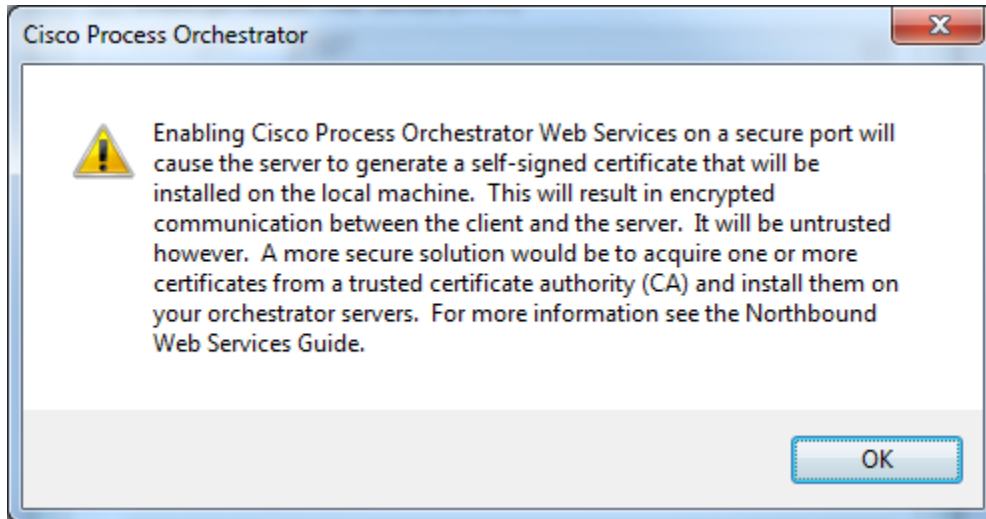 Cisco Process Orchestrator
Enabling Cisco Process Orchestrator Web Services on a secure port will
cause the server to generate a self-signed certificate that will be
installed on the local machine.  This will result in encrypted
communication between the client and the server.  It will be untrusted
however.  A more secure solution would be to acquire one or more
certificates from a trusted certificate authority (CA) and install them on
your orchestrator servers.  For more information see the Northbound
Web Services Guide.
OK